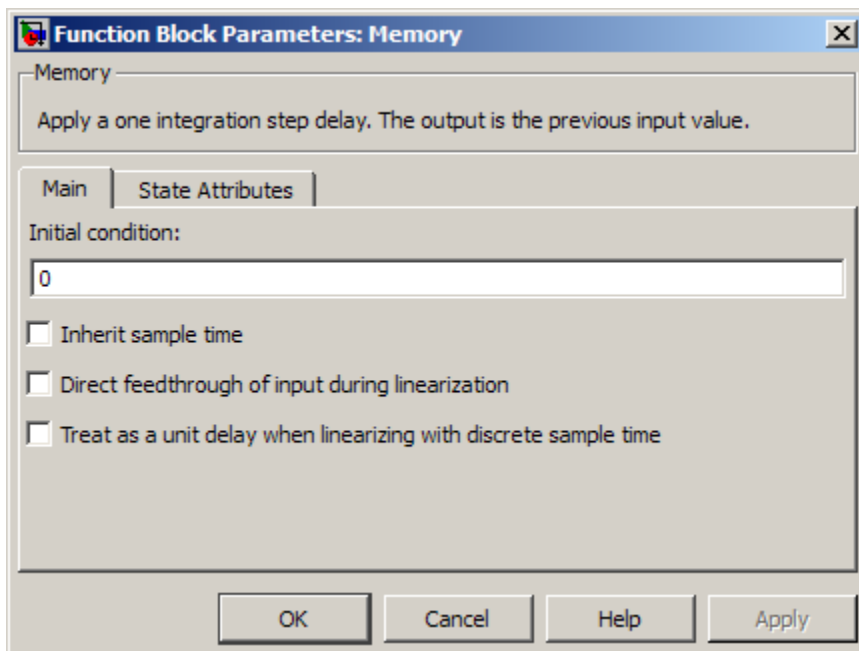 Function Block Parameters: Memory
Memory
Apply a one integration step delay. The output is the previous input value.
Main State Attributes
Initial condition:
0
Inherit sample time
Direct feedthrough of input during linearization
Treat as a unit delay when linearizing with discrete sample time
OK Cancel Help Apply